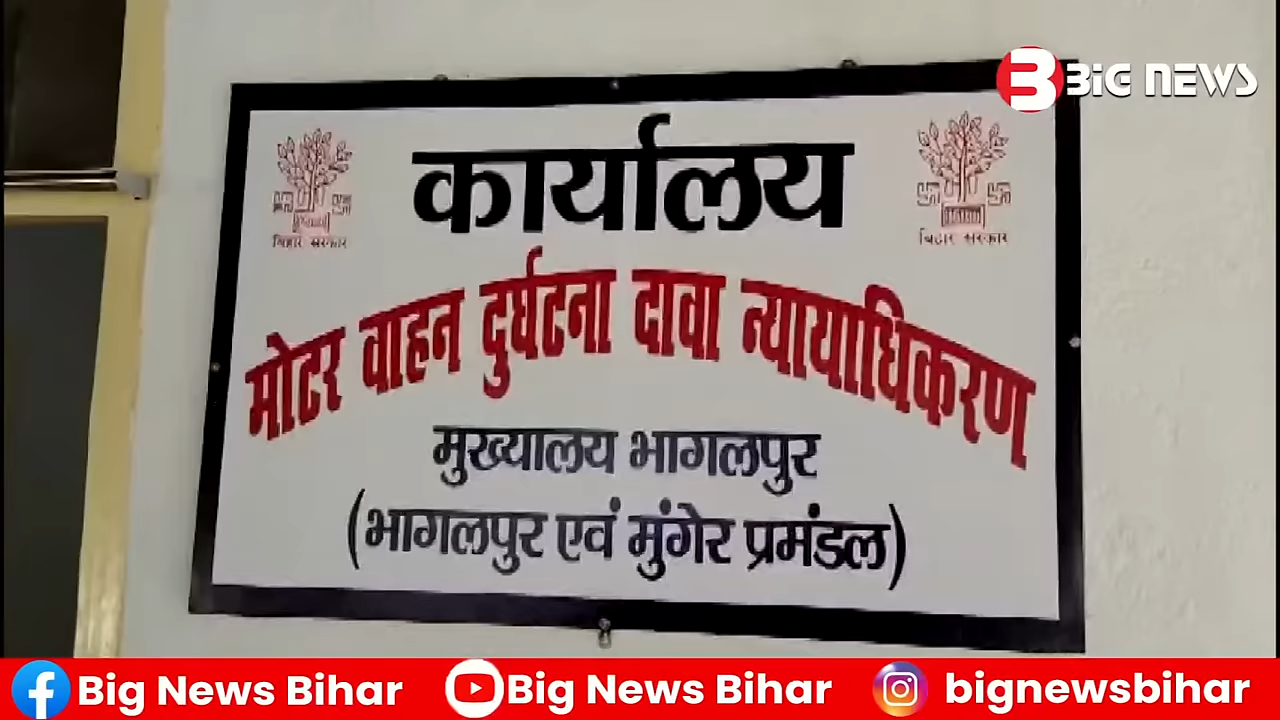 BIG NEWS
कार्यालय
बिहार सरकार
बिहार सरकार
मोटर वाहन दुर्घटना दावा न्यायाधिकरण
मुख्यालय भागलपुर
(भागलपुर एवं मुंगेर प्रमंडल)
Big News Bihar
Big News Bihar
bignewsbihar